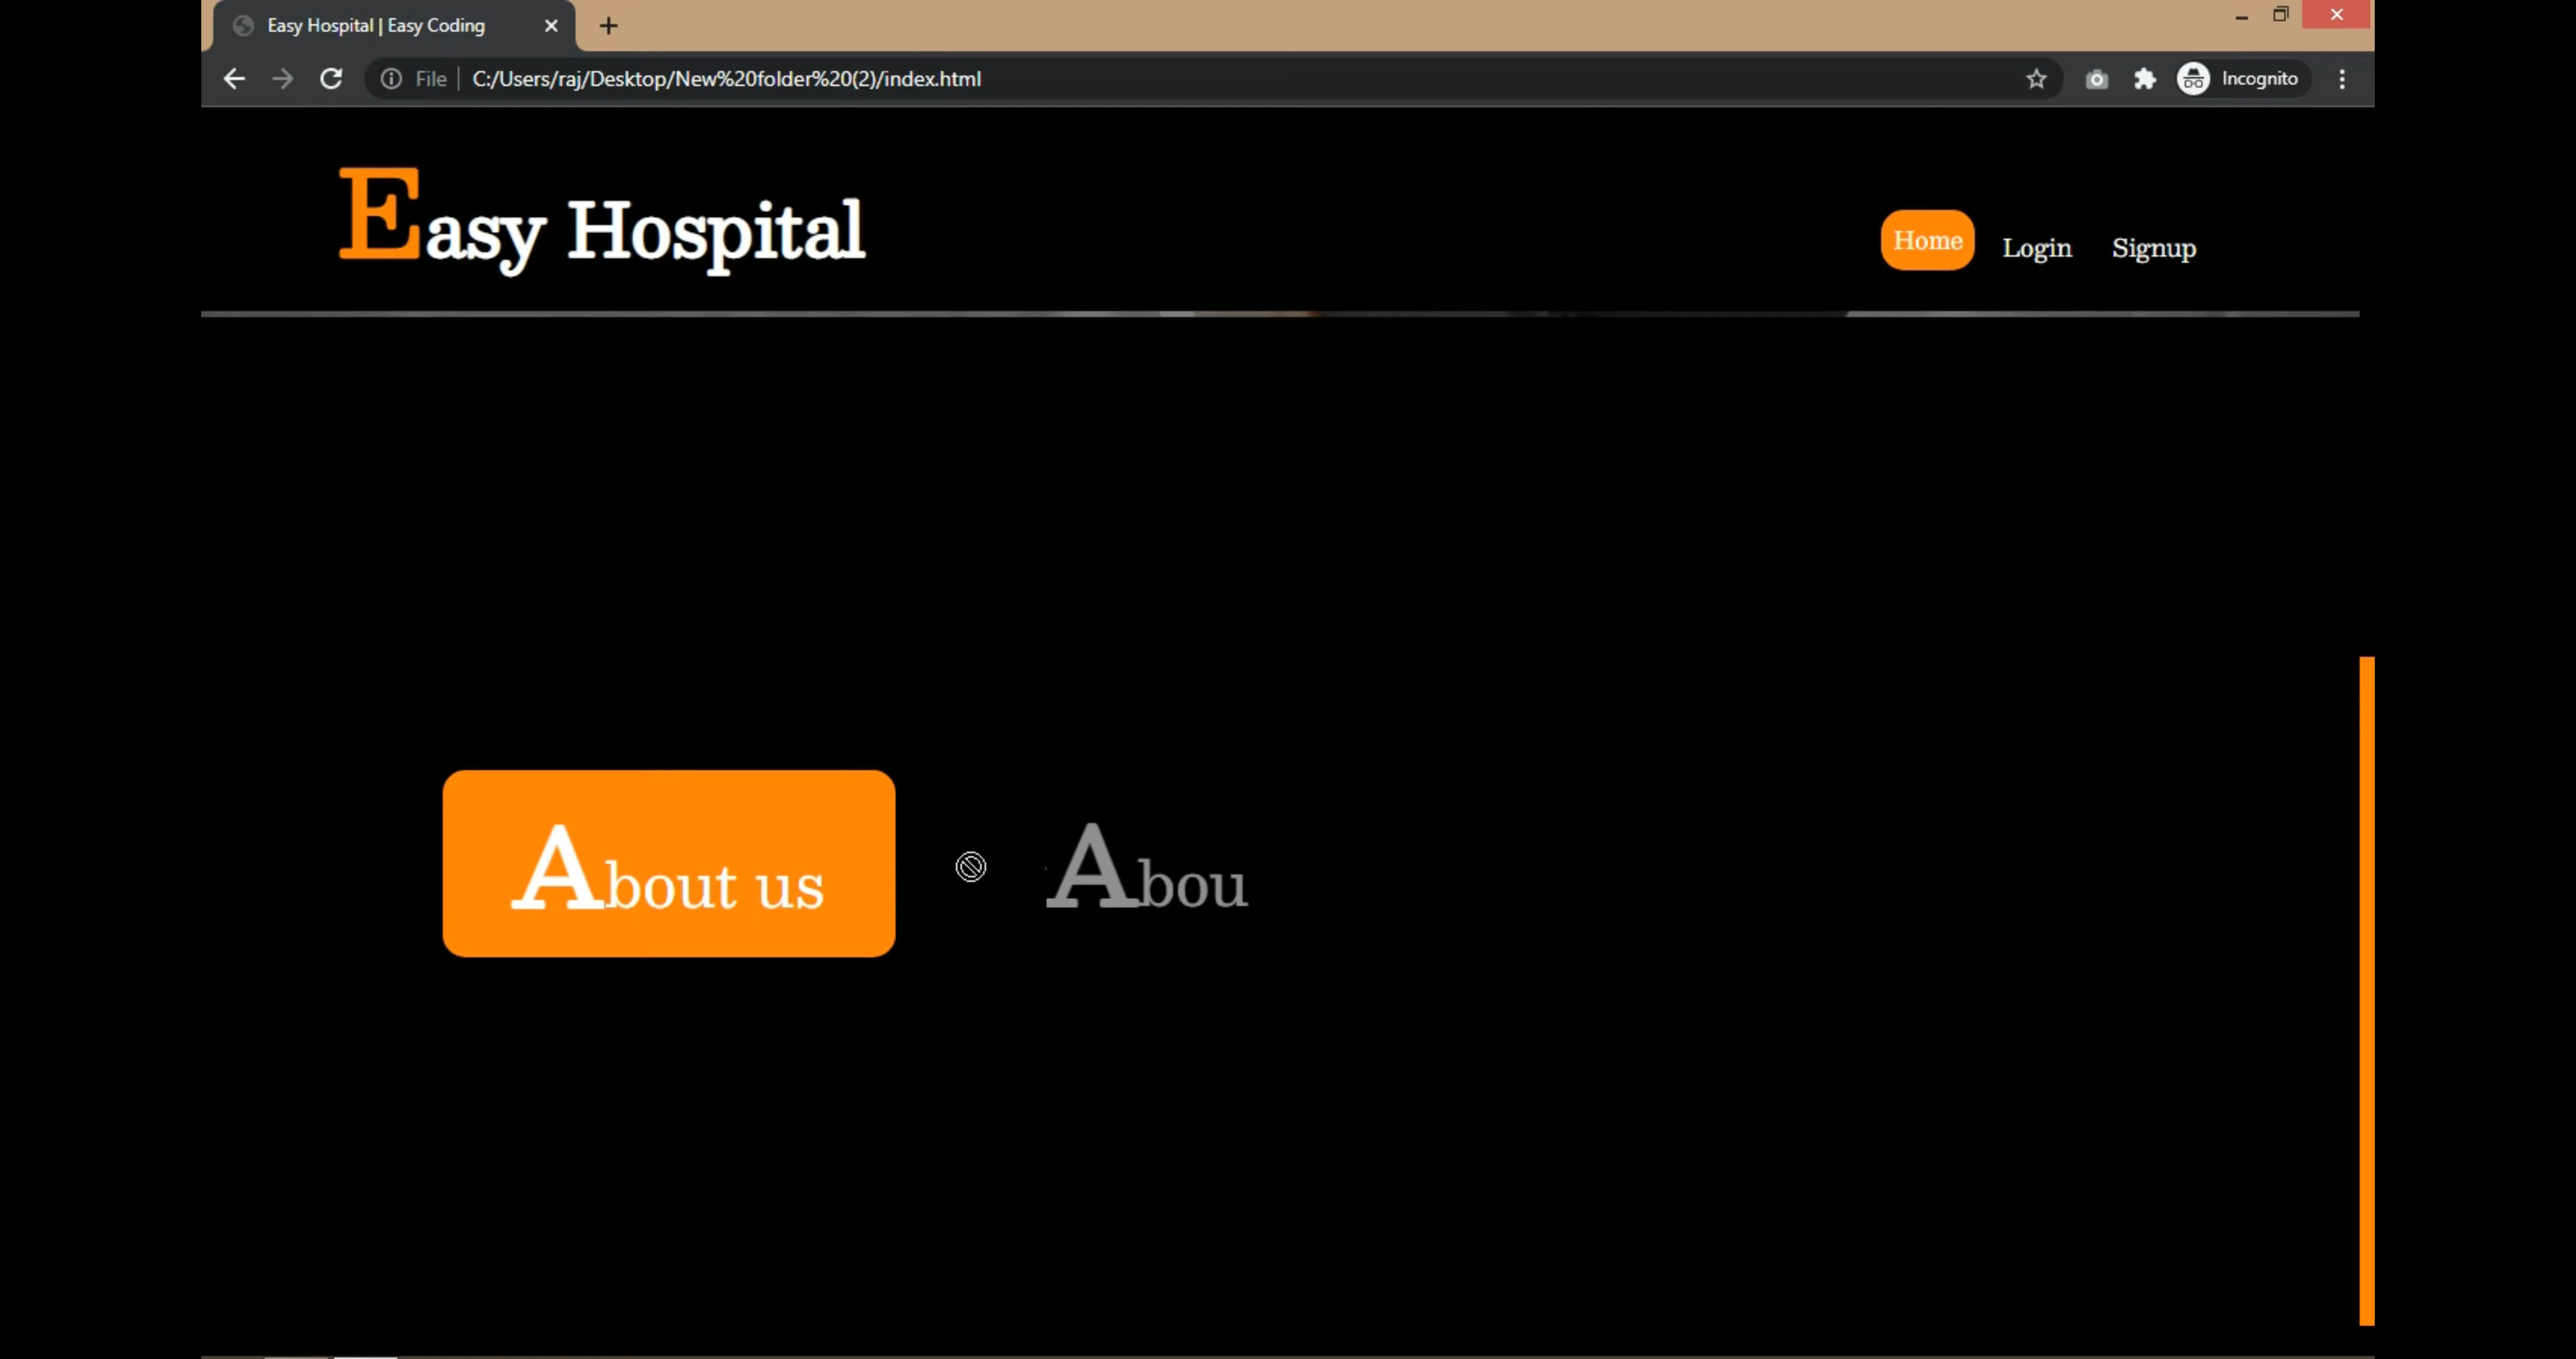 Easy Hospital | Easy Coding
File C:/Users/raj/Desktop/New%20folder%20(2)/index.html
Incognito
Easy Hospital
Home Login Signup
About us
Abou